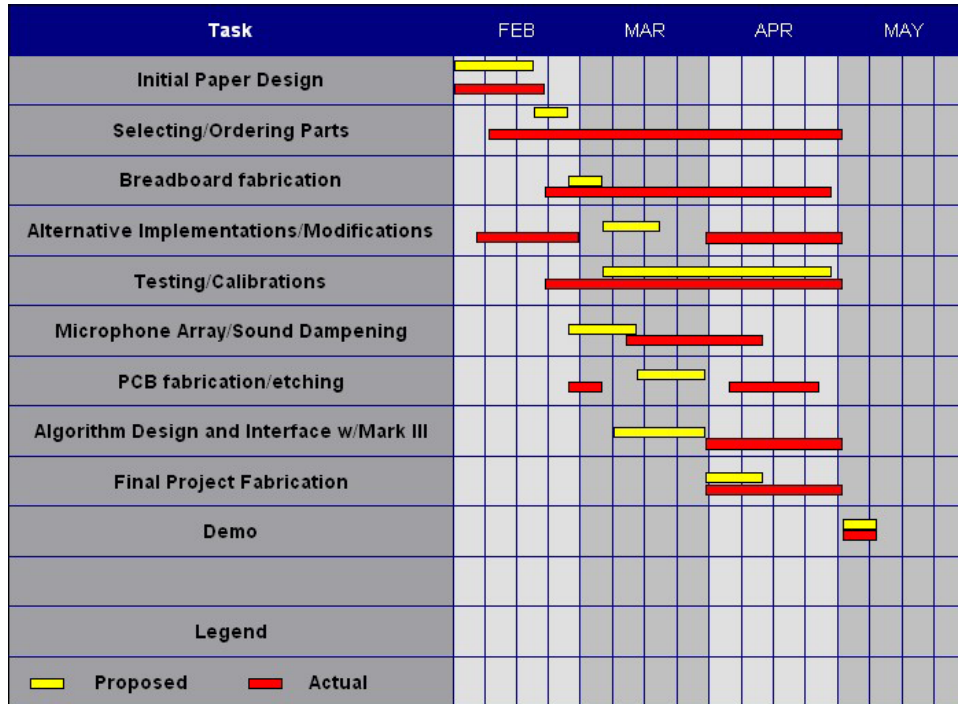 Task FEB MAR APR MAY
Initial Paper Design
Selecting/Ordering Parts
Breadboard fabrication
Alternative Implementations/Modifications
Testing/Calibrations
Microphone Array/Sound Dampening
PCB fabrication/etching
Algorithm Design and Interface w/Mark III
Final Project Fabrication
Demo
Legend
Proposed Actual